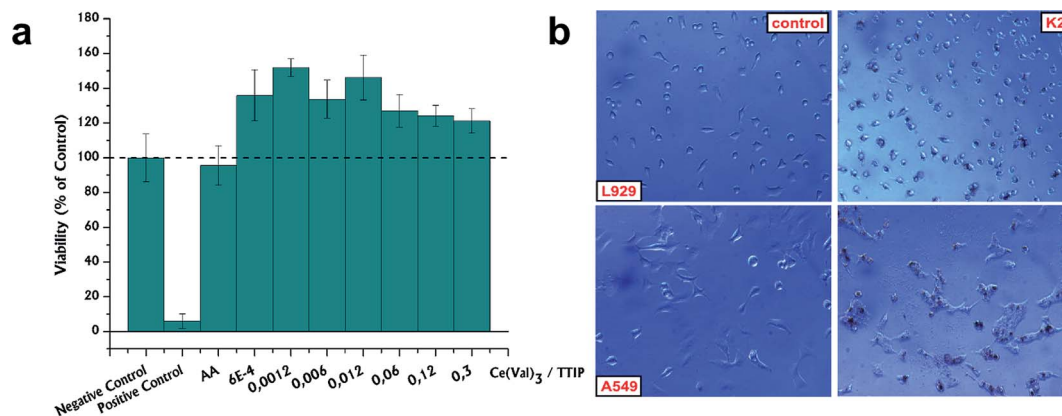 a
Viability (% of Control)
180
160
140
120
100
80
60
40
20
0
Negative Control
Positive Control
AA
6E-4
0,0012
0,006
0,012
0,06
0,12
0,3
Ce(Val)3 / TTIP
b
control
K2
L929
A549